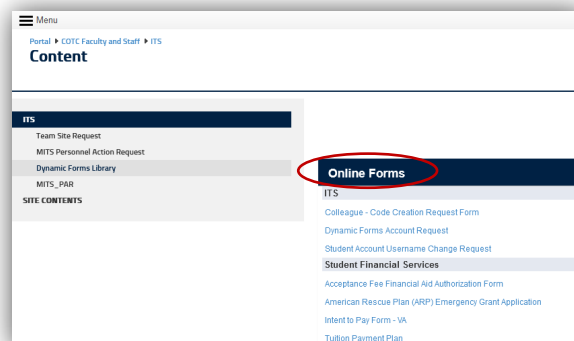 Menu
Portal ▶ COTC Faculty and Staff ▶ ITS
Content
ITS
Team Site Request
MITS Personnel Action Request
Dynamic Forms Library
MITS_PAR
SITE CONTENTS
Online Forms
ITS
Colleague - Code Creation Request Form
Dynamic Forms Account Request
Student Account Username Change Request
Student Financial Services
Acceptance Fee Financial Aid Authorization Form
American Rescue Plan (ARP) Emergency Grant Application
Intent to Pay Form - VA
Tuition Payment Plan